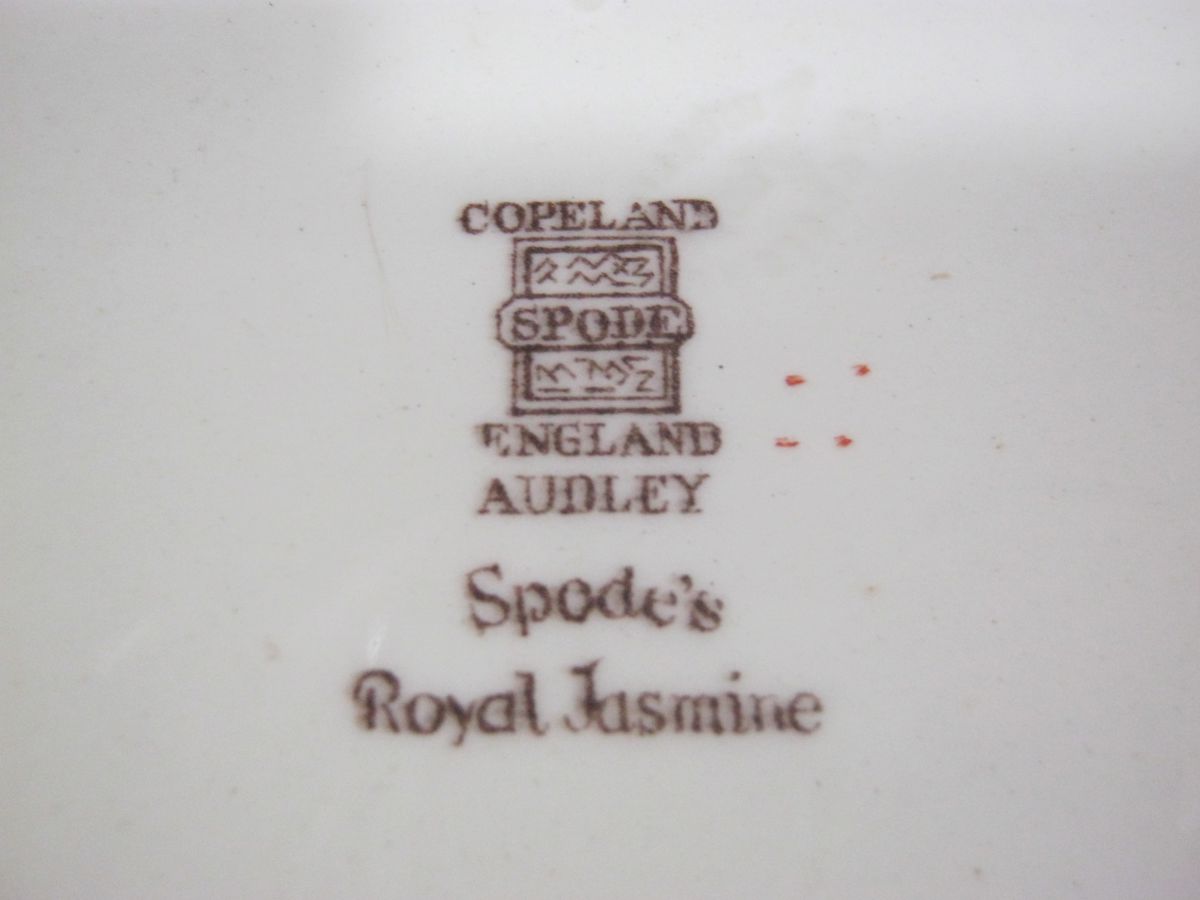 COPELAND
SPODE
ENGLAND
AUDLEY
Spode's
Royal Jasmine